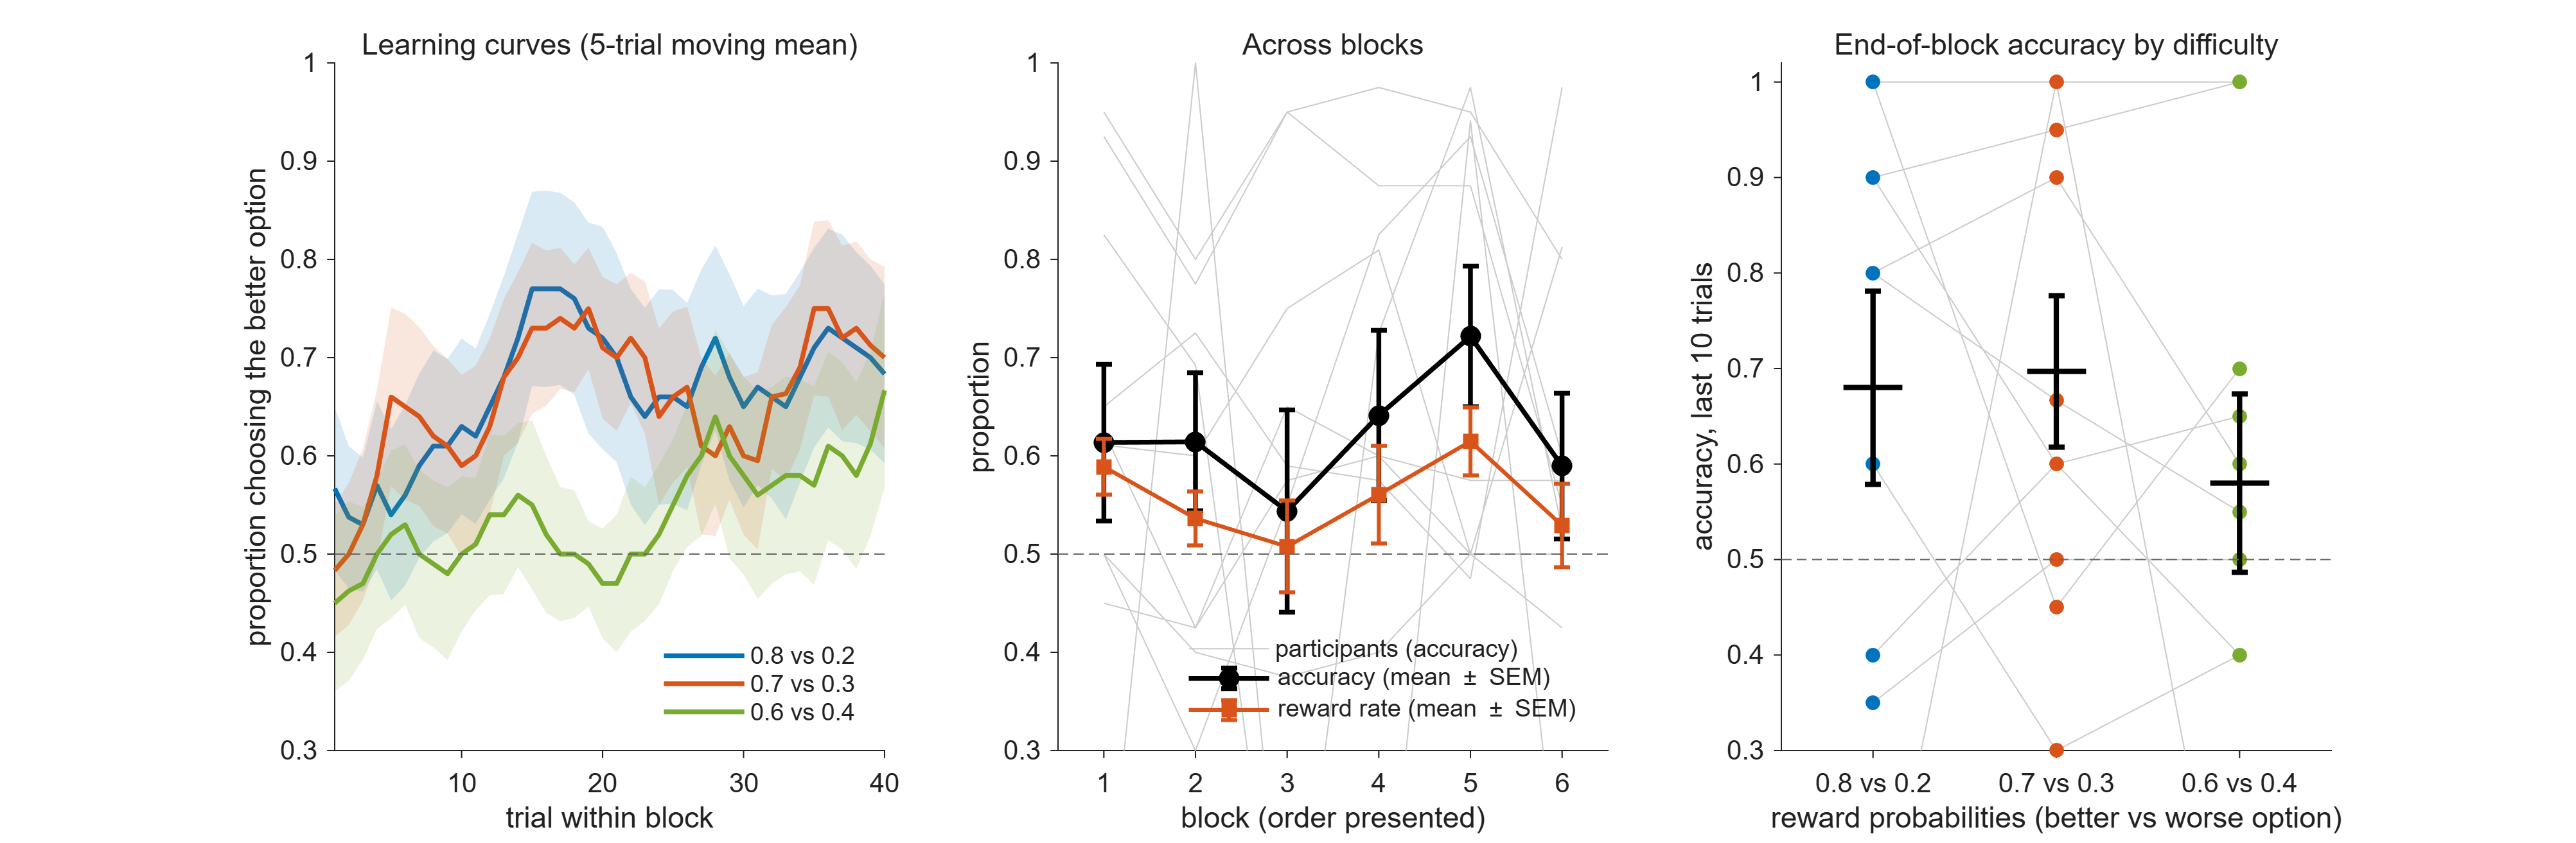 Learning curves (5-trial moving mean)
proportion choosing the better option
1
0.9
0.8
0.7
0.6
0.5
0.4
0.3
10
20
30
40
trial within block
0.8 vs 0.2
0.7 vs 0.3
0.6 vs 0.4
Across blocks
proportion
1
0.9
0.8
0.7
0.6
0.5
0.4
0.3
1
2
3
4
5
6
block (order presented)
participants (accuracy)
accuracy (mean ± SEM)
reward rate (mean ± SEM)
End-of-block accuracy by difficulty
accuracy, last 10 trials
1
0.9
0.8
0.7
0.6
0.5
0.4
0.3
0.8 vs 0.2
0.7 vs 0.3
0.6 vs 0.4
reward probabilities (better vs worse option)